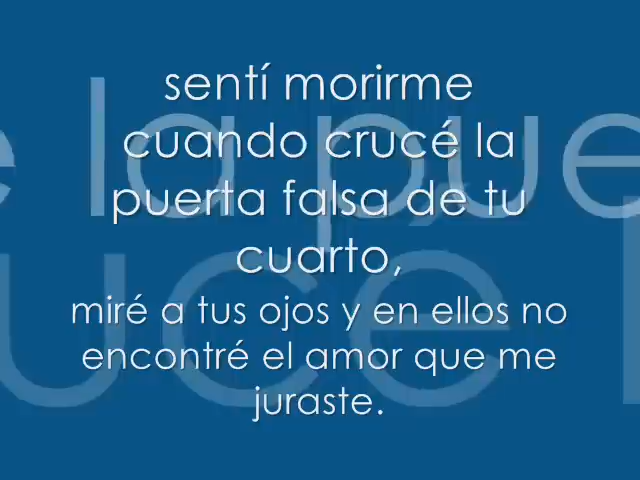 sentí morirme
cuando crucé la
puerta falsa de tu
cuarto,
miré a tus ojos y en ellos no
encontré el amor que me
juraste.